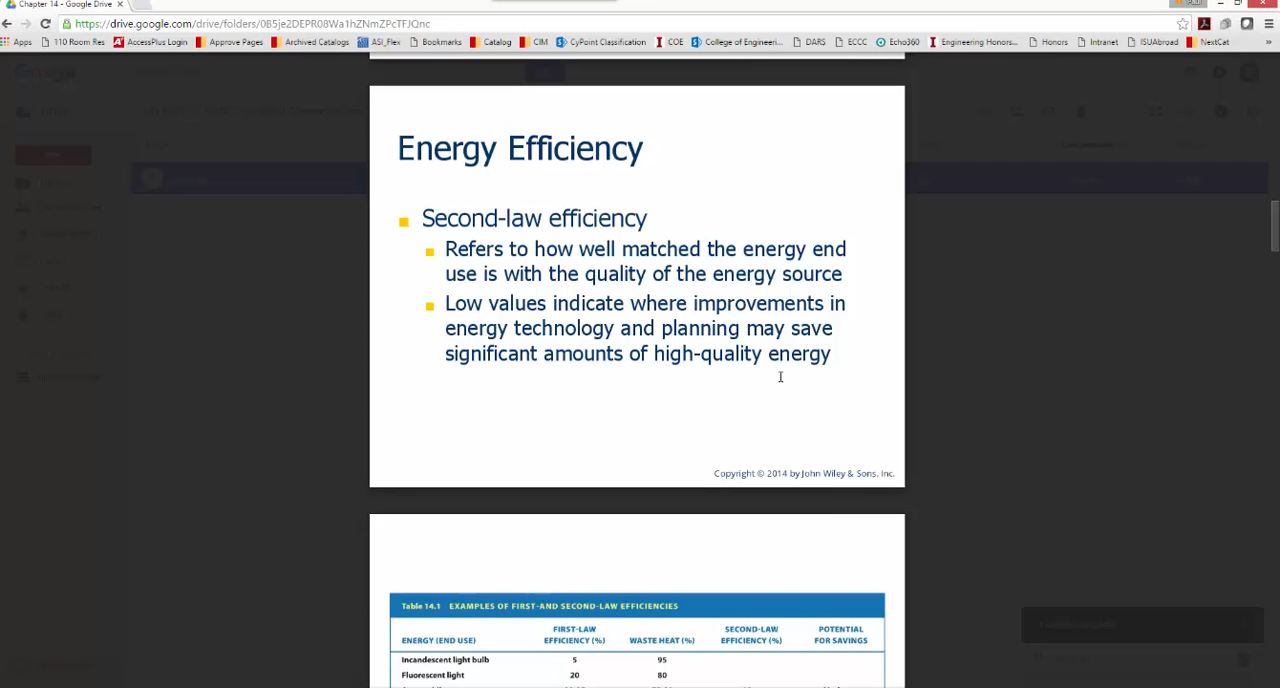 Chapter 14 - Google Drive
https://drive.google.com/drive/folders/0B5je2DEPR08Wa1hZNmZPcTFJQnc
Apps 110 Room Res AccessPlus Login Approve Pages Archived Catalogs ASI_Flex Bookmarks Catalog CIM CyPoint Classification COE College of Engineeri... DARS ECCC Echo360 Engineering Honors... Honors Intranet ISUAbroad NextCat »
Energy Efficiency
Second-law efficiency
Refers to how well matched the energy end
use is with the quality of the energy source
Low values indicate where improvements in
energy technology and planning may save
significant amounts of high-quality energy
Copyright © 2014 by John Wiley & Sons, Inc.
Table 14.1 EXAMPLES OF FIRST-AND SECOND-LAW EFFICIENCIES
FIRST-LAW SECOND-LAW POTENTIAL
ENERGY (END USE) EFFICIENCY (%) WASTE HEAT (%) EFFICIENCY (%) FOR SAVINGS
Incandescent light bulb 5 95
Fluorescent light 20 80